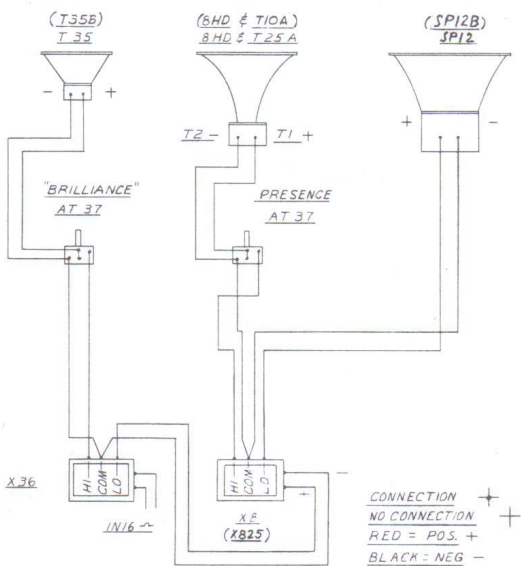 (T35B)
T 35
(8HD & T10A)
8HD & T25A
(SP12B)
SP12
- +
T2 - T1 +
+ -
"BRILLIANCE"
AT 37
PRESENCE
AT 37
HI
COM
LO
HI
COM
LO
-
+
X36
IN16 Ω
X8
(X825)
CONNECTION
NO CONNECTION
RED = POS. +
BLACK = NEG -